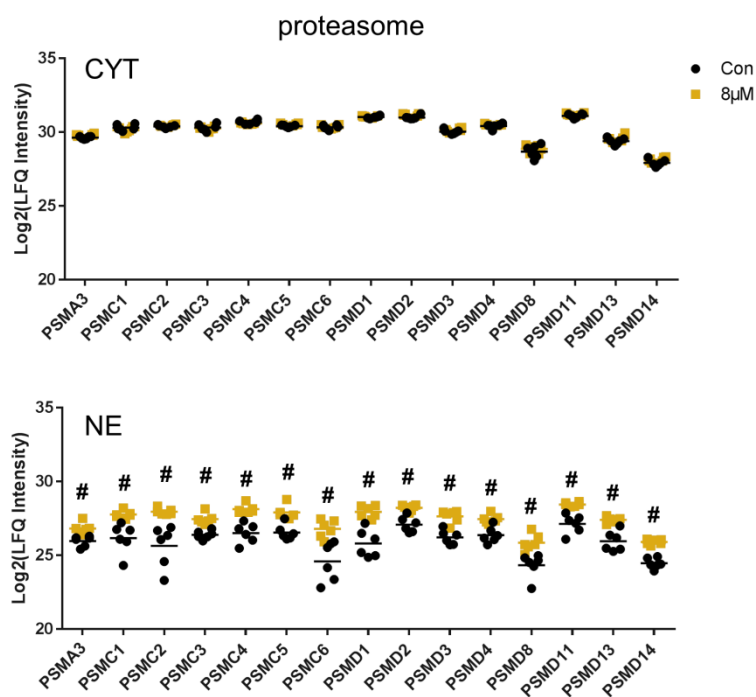 proteasome
CYT
Con
8µM
Log2(LFQ Intensity)
35
30
25
20
PSMA3
PSMC1
PSMC2
PSMC3
PSMC4
PSMC5
PSMC6
PSMD1
PSMD2
PSMD3
PSMD4
PSMD8
PSMD11
PSMD13
PSMD14
NE
Log2(LFQ Intensity)
35
30
25
20
# # # # # # # # # # # # # # #
PSMA3
PSMC1
PSMC2
PSMC3
PSMC4
PSMC5
PSMC6
PSMD1
PSMD2
PSMD3
PSMD4
PSMD8
PSMD11
PSMD13
PSMD14